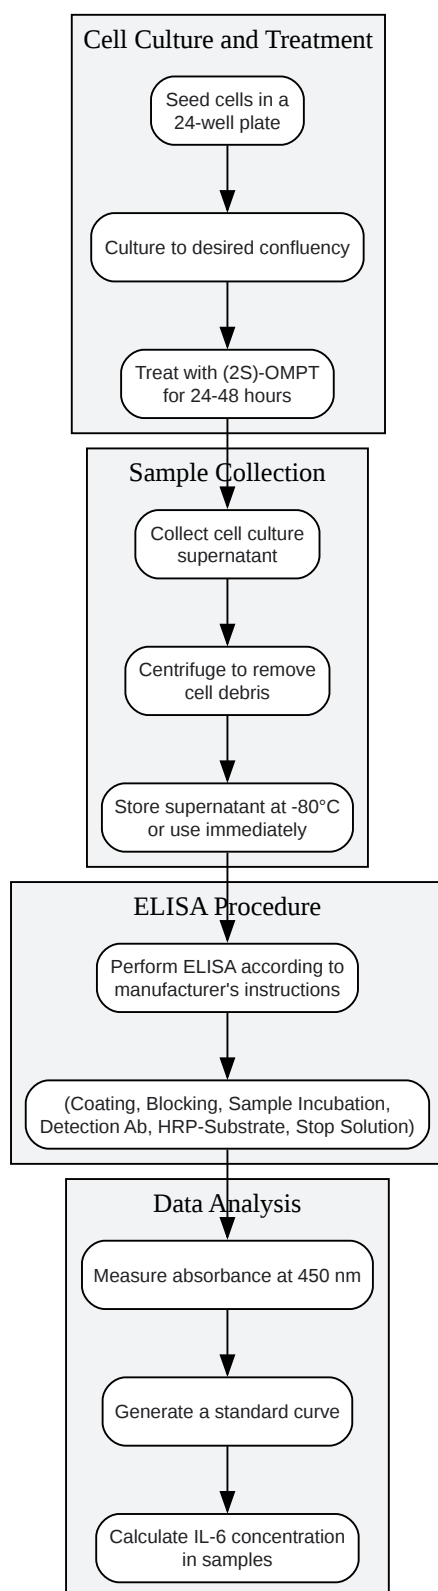 Cell Culture and Treatment
Seed cells in a
24-well plate
Culture to desired confluency
Treat with (2S)-OMPT
for 24-48 hours
Sample Collection
Collect cell culture
supernatant
Centrifuge to remove
cell debris
Store supernatant at -80°C
or use immediately
ELISA Procedure
Perform ELISA according to
manufacturer's instructions
(Coating, Blocking, Sample Incubation,
Detection Ab, HRP-Substrate, Stop Solution)
Data Analysis
Measure absorbance at 450 nm
Generate a standard curve
Calculate IL-6 concentration
in samples